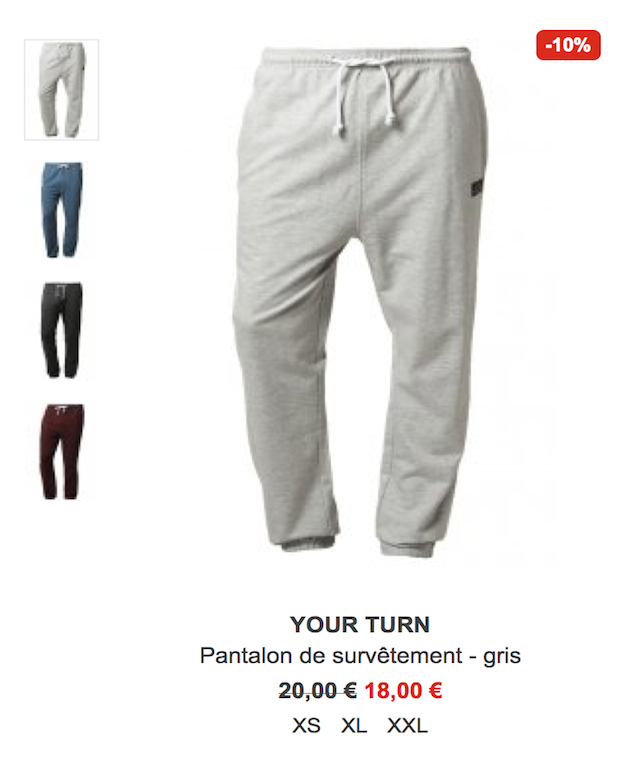 -10%
YOUR TURN
Pantalon de survêtement - gris
20,00 € 18,00 €
XS XL XXL